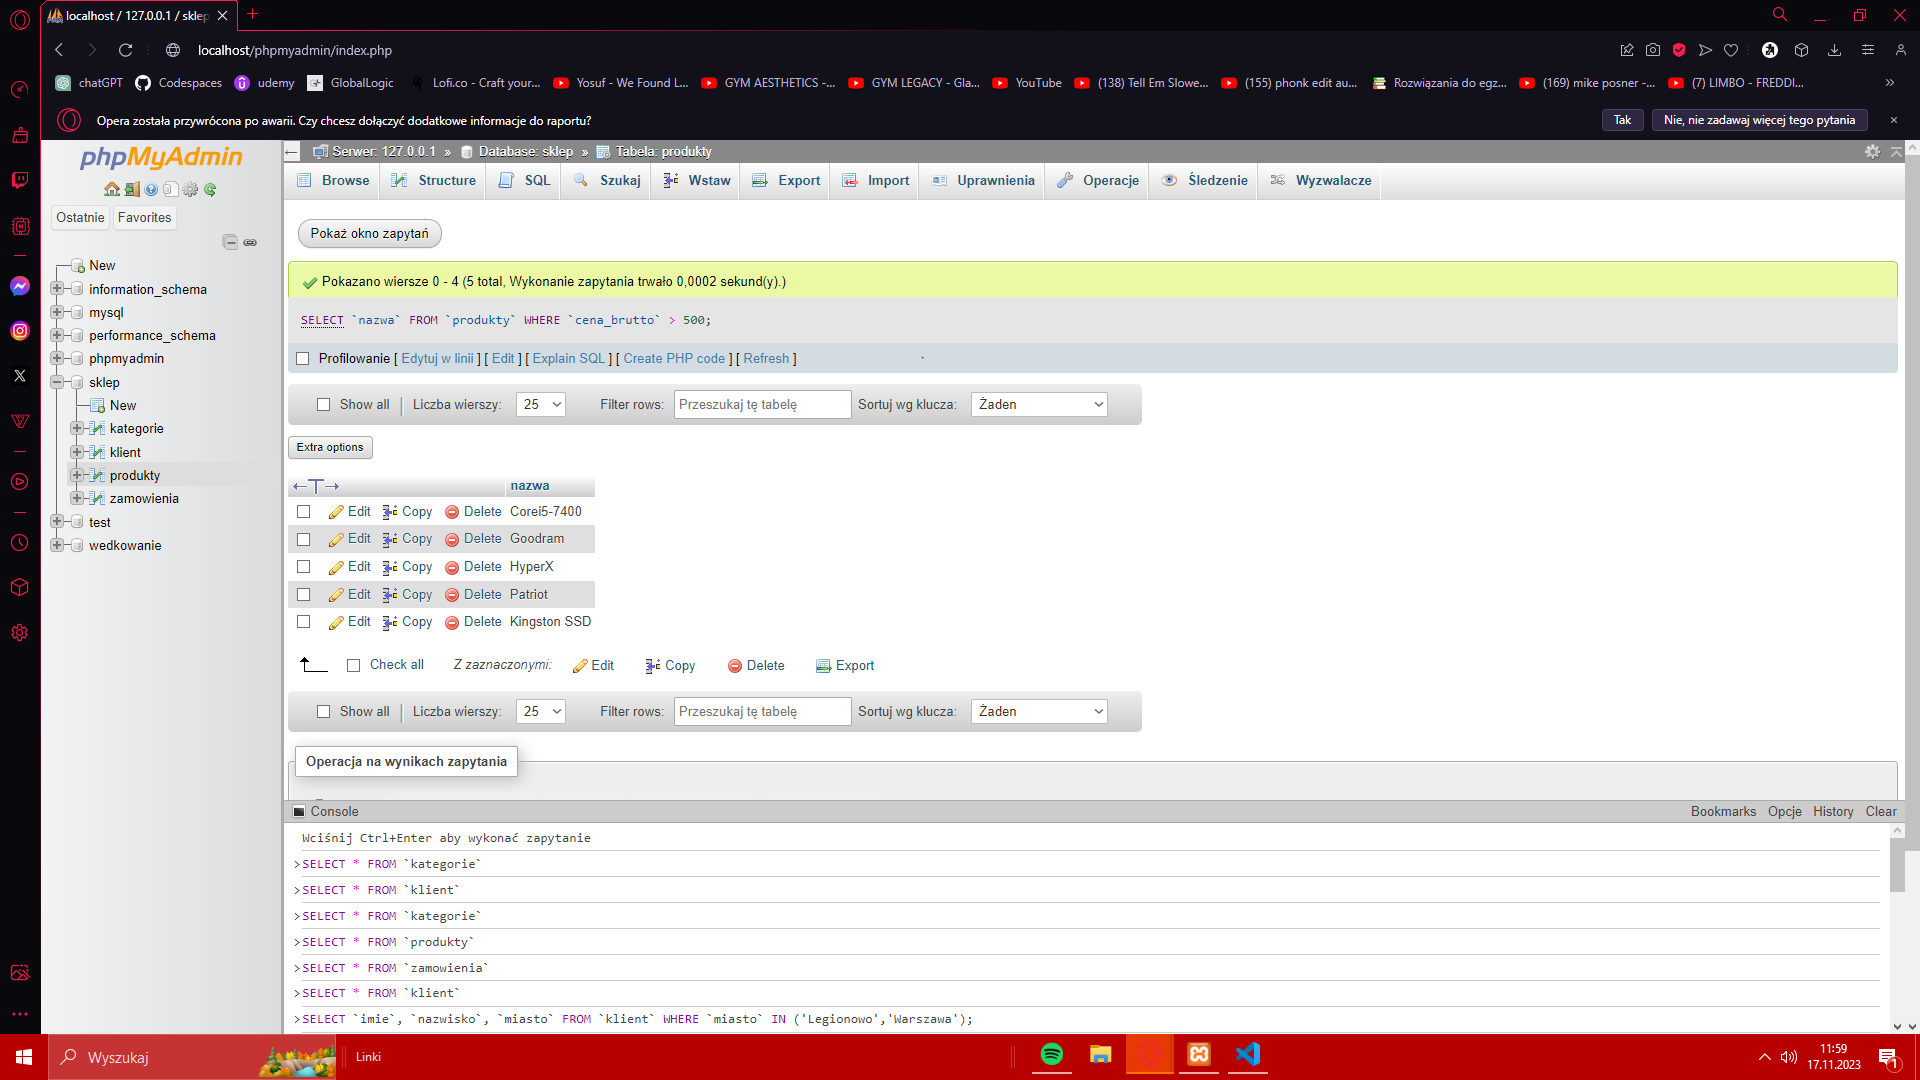 localhost / 127.0.0.1 / sklep
localhost/phpmyadmin/index.php
chatGPT
Codespaces
udemy
GlobalLogic
Lofi.co - Craft your...
Yosuf - We Found L...
GYM AESTHETICS -...
GYM LEGACY - Gla...
YouTube
(138) Tell Em Slowe...
(155) phonk edit au...
Rozwiązania do egz...
(169) mike posner -...
(7) LIMBO - FREDDI...
Opera została przywrócona po awarii. Czy chcesz dołączyć dodatkowe informacje do raportu?
Tak
Nie, nie zadawaj więcej tego pytania
phpMyAdmin
Ostatnie
Favorites
New
information_schema
mysql
performance_schema
phpmyadmin
sklep
New
kategorie
klient
produkty
zamowienia
test
wedkowanie
Serwer: 127.0.0.1 » Database: sklep » Tabela: produkty
Browse
Structure
SQL
Szukaj
Wstaw
Export
Import
Uprawnienia
Operacje
Śledzenie
Wyzwalacze
Pokaż okno zapytań
Pokazano wiersze 0 - 4 (5 total, Wykonanie zapytania trwało 0,0002 sekund(y).)
SELECT `nazwa` FROM `produkty` WHERE `cena_brutto` > 500;
Profilowanie [ Edytuj w linii ] [ Edit ] [ Explain SQL ] [ Create PHP code ] [ Refresh ]
Show all
Liczba wierszy:
25
Filter rows:
Przeszukaj tę tabelę
Sortuj wg klucza:
Żaden
Extra options
nazwa
Edit Copy Delete Corei5-7400
Edit Copy Delete Goodram
Edit Copy Delete HyperX
Edit Copy Delete Patriot
Edit Copy Delete Kingston SSD
Check all
Z zaznaczonymi:
Edit
Copy
Delete
Export
Show all
Liczba wierszy:
25
Filter rows:
Przeszukaj tę tabelę
Sortuj wg klucza:
Żaden
Operacja na wynikach zapytania
Console
Bookmarks
Opcje
History
Clear
Wciśnij Ctrl+Enter aby wykonać zapytanie
>SELECT * FROM `kategorie`
>SELECT * FROM `klient`
>SELECT * FROM `kategorie`
>SELECT * FROM `produkty`
>SELECT * FROM `zamowienia`
>SELECT * FROM `klient`
>SELECT `imie`, `nazwisko`, `miasto` FROM `klient` WHERE `miasto` IN ('Legionowo','Warszawa');
Wyszukaj
Linki
11:59
17.11.2023
1